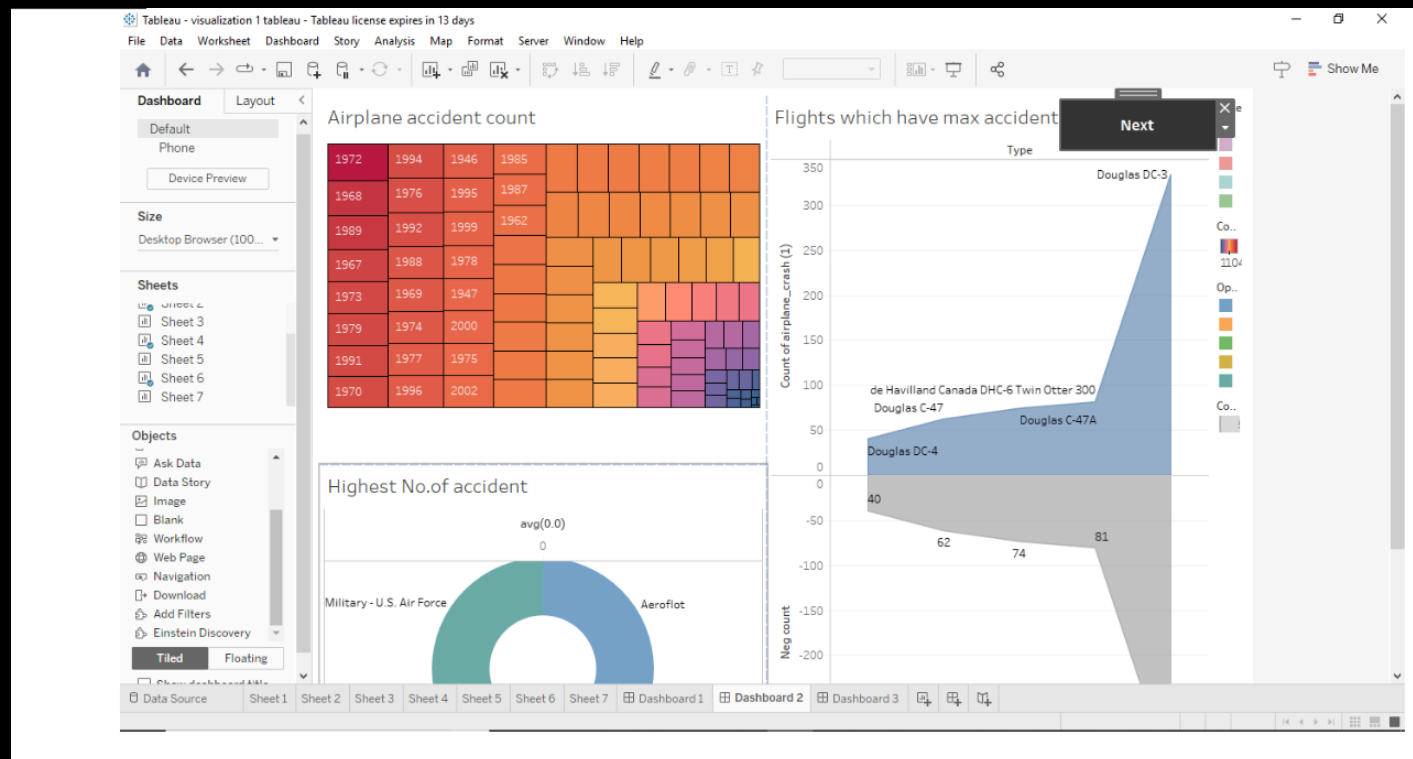 Tableau - visualization 1 tableau - Tableau license expires in 13 days
File Data Worksheet Dashboard Story Analysis Map Format Server Window Help
Show Me
Dashboard Layout
Default
Phone
Device Preview
Size
Desktop Browser (100...
Sheets
Sheet 2
Sheet 3
Sheet 4
Sheet 5
Sheet 6
Sheet 7
Objects
Ask Data
Data Story
Image
Blank
Workflow
Web Page
Navigation
Download
Add Filters
Einstein Discovery
Tiled Floating
Show dashboard title
Airplane accident count
1972 1994 1946 1985
1968 1976 1995 1987
1989 1992 1999 1962
1967 1988 1978
1973 1969 1947
1979 1974 2000
1991 1977 1975
1970 1996 2002
Highest No.of accident
avg(0.0)
0
Military - U.S. Air Force
Aeroflot
Flights which have max accident
Next
Type
Count of airplane_crash (1)
350
300
250
200
150
100
50
0
Douglas DC-3
de Havilland Canada DHC-6 Twin Otter 300
Douglas C-47
Douglas C-47A
Douglas DC-4
Neg count
0
-50
-100
-150
-200
40
62
74
81
e
Co..
1104
Op..
Co..
Data Source Sheet 1 Sheet 2 Sheet 3 Sheet 4 Sheet 5 Sheet 6 Sheet 7 Dashboard 1 Dashboard 2 Dashboard 3